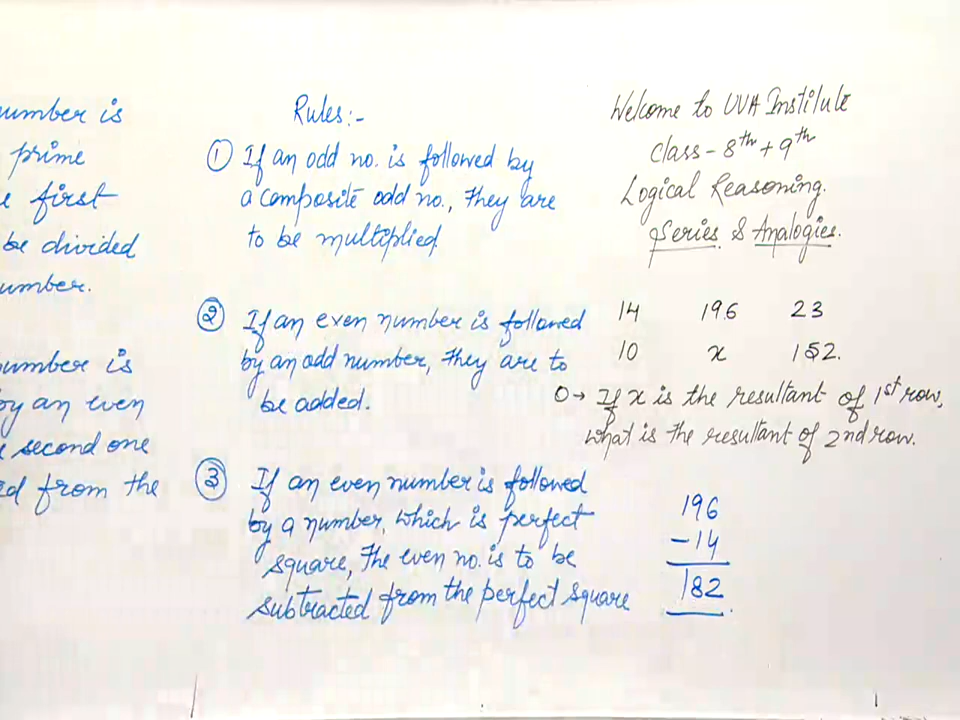 number is
prime
first
be divided
number.
number is
by an even
second one
from the
Rules:-
① If an odd no. is followed by
a composite odd no., they are
to be multiplied
② If an even number is followed
by an odd number, they are to
be added.
③ If an even number is followed
by a number, which is perfect
square, the even no. is to be
subtracted from the perfect square
Welcome to UVA Institute
Class - 8th + 9th
Logical Reasoning.
Series & Analogies.
14 196 23
10 x 152.
Q→ If x is the resultant of 1st row,
what is the resultant of 2nd row.
196
-14
182